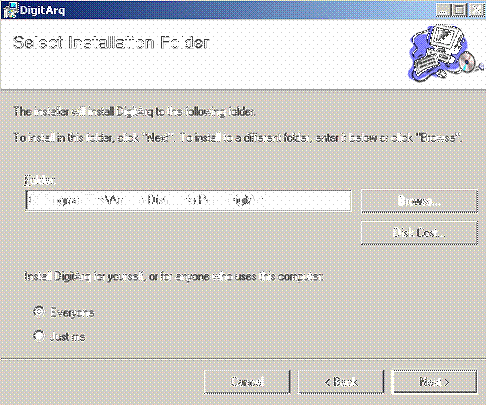 DigitArq
Select Installation Folder
The installer will install DigitArq to the following folder.
To install in this folder, click "Next". To install to a different folder, enter it below or click "Browse".
Folder:
Browse...
Disk Cost...
Install DigitArq for yourself, or for anyone who uses this computer:
Everyone
Just me
Cancel
< Back
Next >